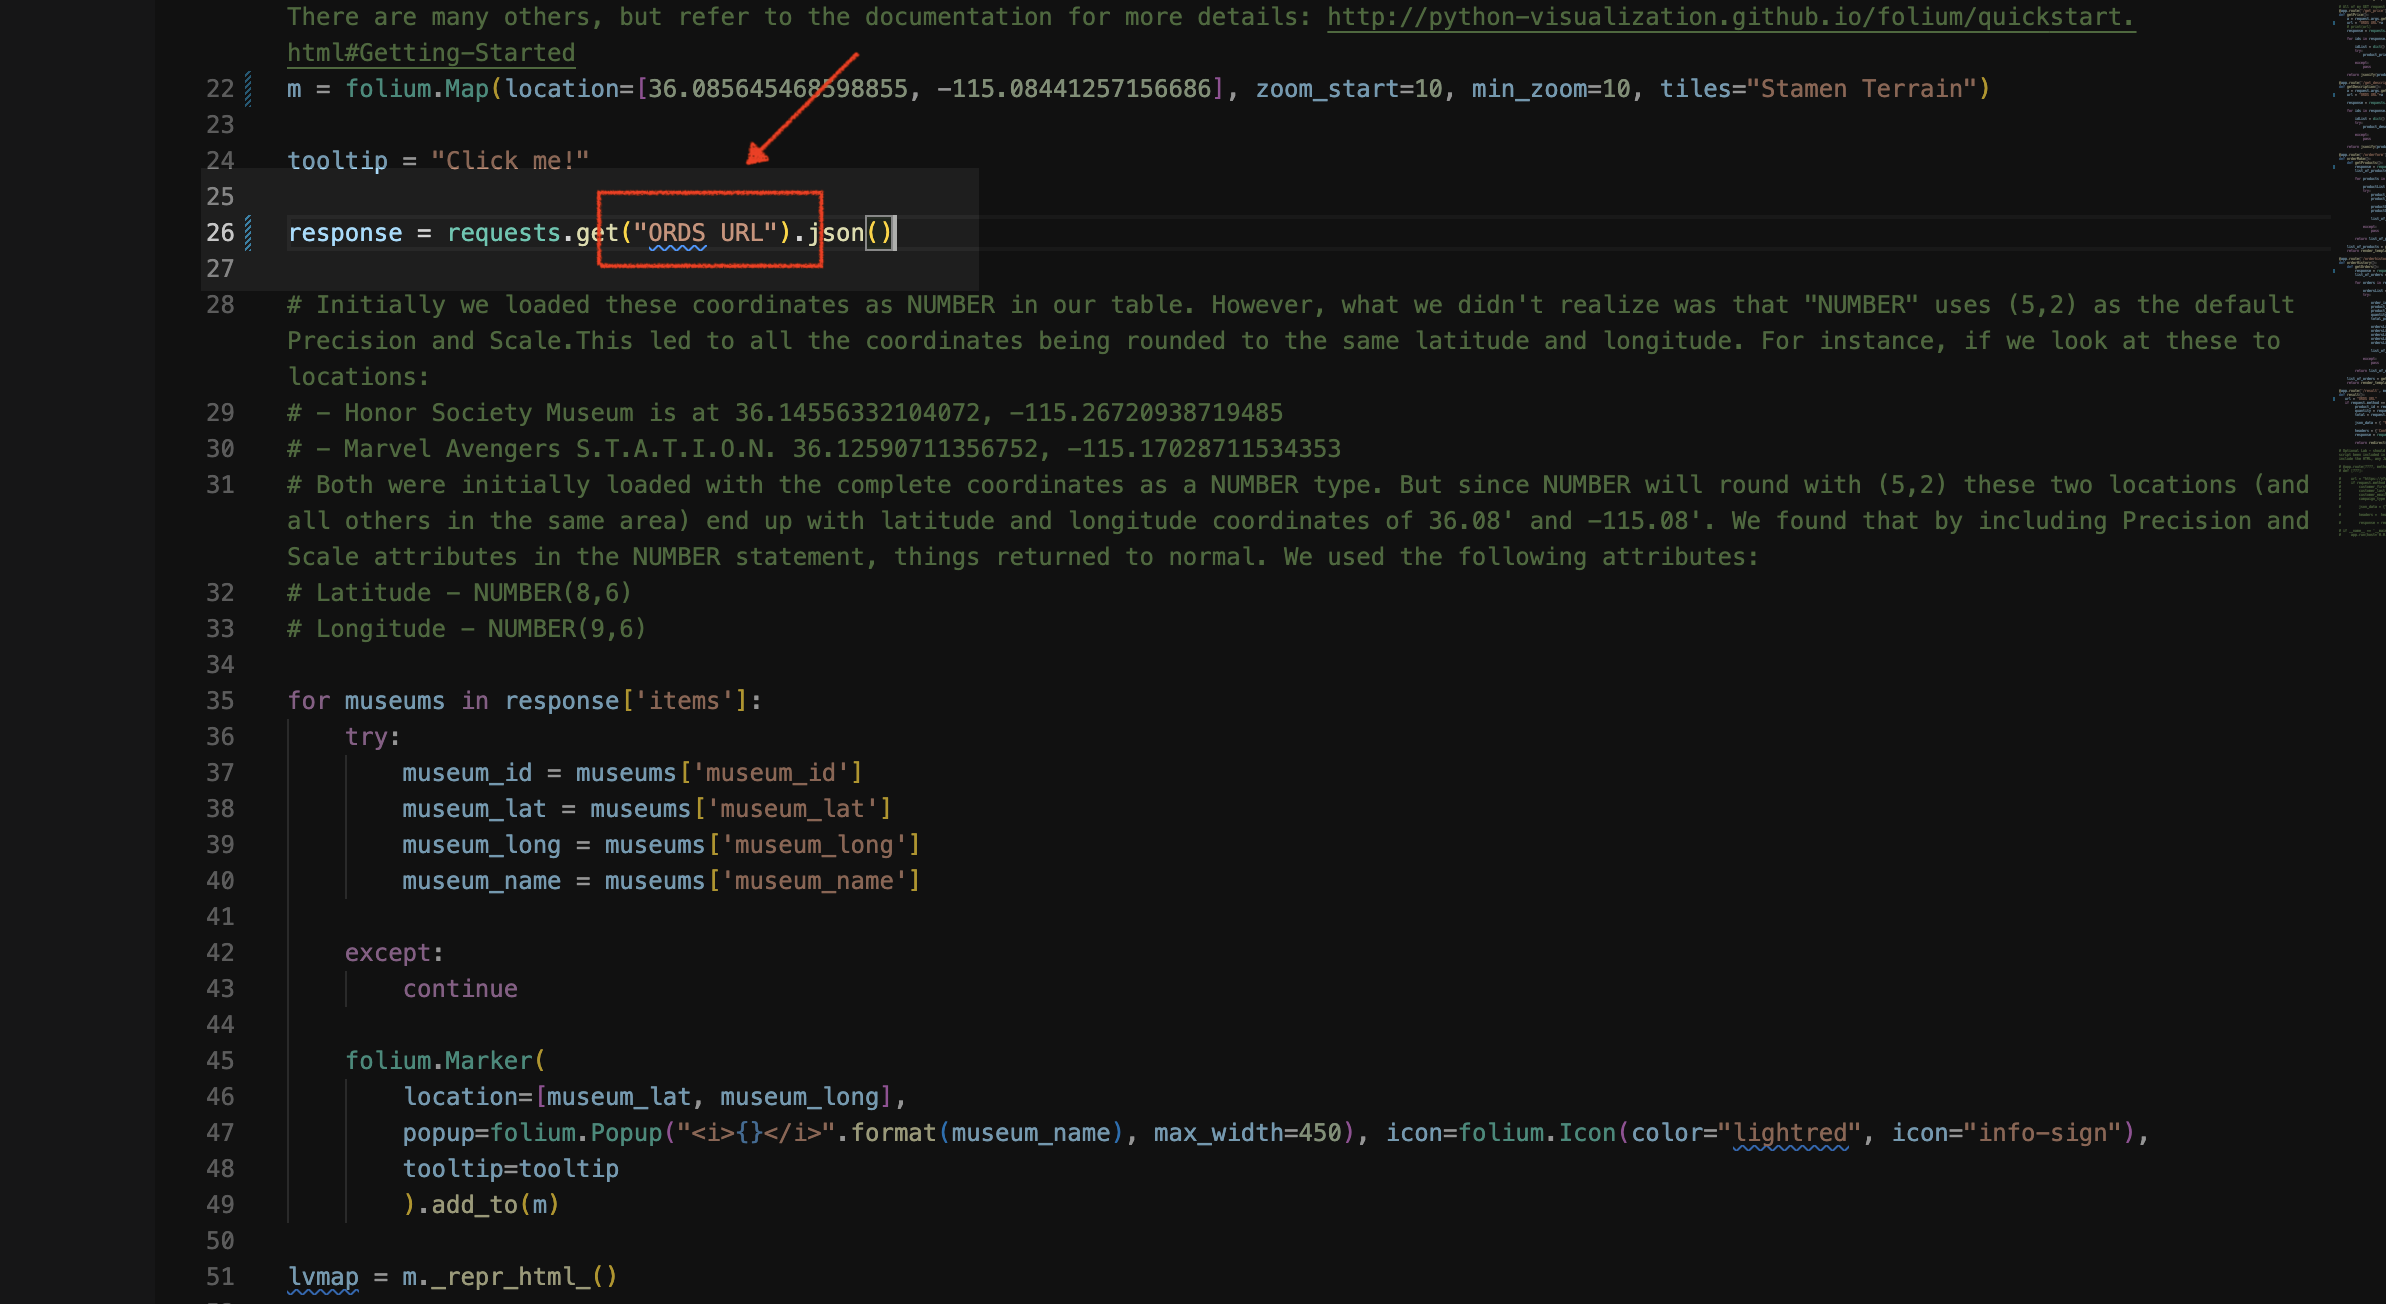 There are many others, but refer to the documentation for more details: http://python-visualization.github.io/folium/quickstart.
html#Getting-Started
22 m = folium.Map(location=[36.085645468598855, -115.08441257156686], zoom_start=10, min_zoom=10, tiles="Stamen Terrain")
23
24 tooltip = "Click me!"
25
26 response = requests.get("ORDS URL").json()
27
28 # Initially we loaded these coordinates as NUMBER in our table. However, what we didn't realize was that "NUMBER" uses (5,2) as the default
Precision and Scale.This led to all the coordinates being rounded to the same latitude and longitude. For instance, if we look at these to
locations:
29 # - Honor Society Museum is at 36.14556332104072, -115.26720938719485
30 # - Marvel Avengers S.T.A.T.I.O.N. 36.12590711356752, -115.17028711534353
31 # Both were initially loaded with the complete coordinates as a NUMBER type. But since NUMBER will round with (5,2) these two locations (and
all others in the same area) end up with latitude and longitude coordinates of 36.08' and -115.08'. We found that by including Precision and
Scale attributes in the NUMBER statement, things returned to normal. We used the following attributes:
32 # Latitude - NUMBER(8,6)
33 # Longitude - NUMBER(9,6)
34
35 for museums in response['items']:
36 try:
37 museum_id = museums['museum_id']
38 museum_lat = museums['museum_lat']
39 museum_long = museums['museum_long']
40 museum_name = museums['museum_name']
41
42 except:
43 continue
44
45 folium.Marker(
46 location=[museum_lat, museum_long],
47 popup=folium.Popup("<i>{}</i>".format(museum_name), max_width=450), icon=folium.Icon(color="lightred", icon="info-sign"),
48 tooltip=tooltip
49 ).add_to(m)
50
51 lvmap = m._repr_html_()